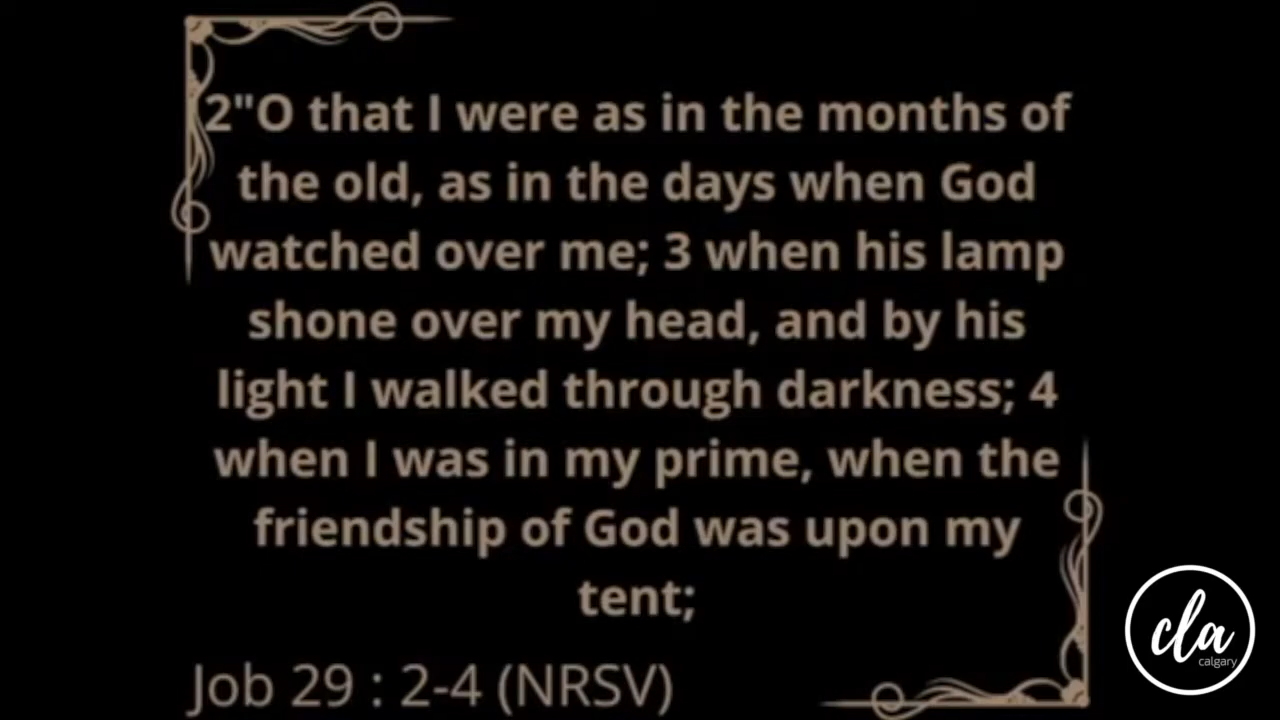 2"O that I were as in the months of
the old, as in the days when God
watched over me; 3 when his lamp
shone over my head, and by his
light I walked through darkness; 4
when I was in my prime, when the
friendship of God was upon my
tent;
Job 29 : 2-4 (NRSV)
cla
calgary